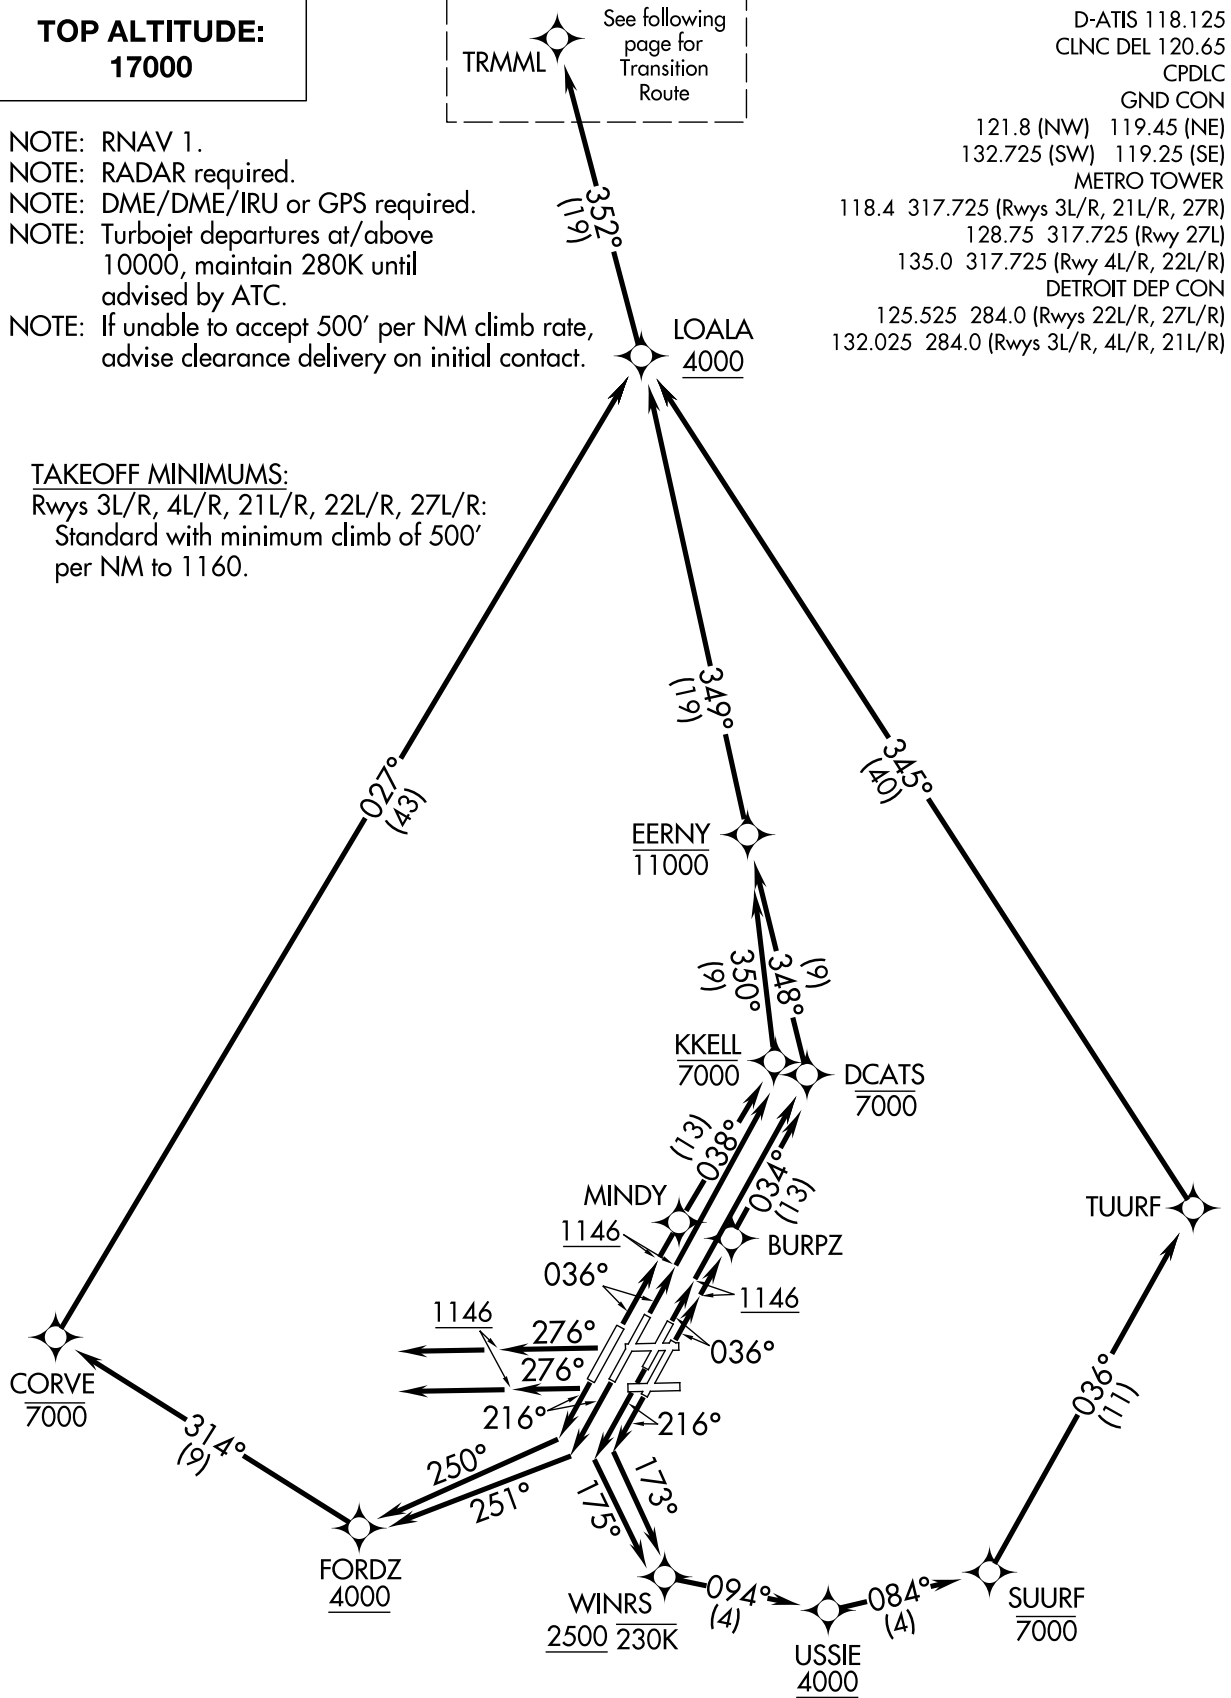 TOP ALTITUDE:
17000
TRMML
See following
page for
Transition
Route
D-ATIS 118.125
CLNC DEL 120.65
CPDLC
GND CON
121.8 (NW) 119.45 (NE)
132.725 (SW) 119.25 (SE)
METRO TOWER
118.4 317.725 (Rwys 3L/R, 21L/R, 27R)
128.75 317.725 (Rwy 27L)
135.0 317.725 (Rwy 4L/R, 22L/R)
DETROIT DEP CON
125.525 284.0 (Rwys 22L/R, 27L/R)
132.025 284.0 (Rwys 3L/R, 4L/R, 21L/R)
NOTE: RNAV 1.
NOTE: RADAR required.
NOTE: DME/DME/IRU or GPS required.
NOTE: Turbojet departures at/above
10000, maintain 280K until
advised by ATC.
NOTE: If unable to accept 500' per NM climb rate,
advise clearance delivery on initial contact.
352°
(19)
LOALA
4000
TAKEOFF MINIMUMS:
Rwys 3L/R, 4L/R, 21L/R, 22L/R, 27L/R:
Standard with minimum climb of 500'
per NM to 1160.
349°
(19)
027°
(43)
345°
(40)
EERNY
11000
350°
(9)
348°
(9)
KKELL
7000
DCATS
7000
(13)
038°
034°
(13)
MINDY
BURPZ
TUURF
1146
036°
1146
036°
1146
276°
276°
216°
216°
CORVE
7000
314°
(9)
250°
251°
175°
173°
036°
(11)
FORDZ
4000
WINRS
2500 230K
094°
(4)
084°
(4)
USSIE
4000
SUURF
7000